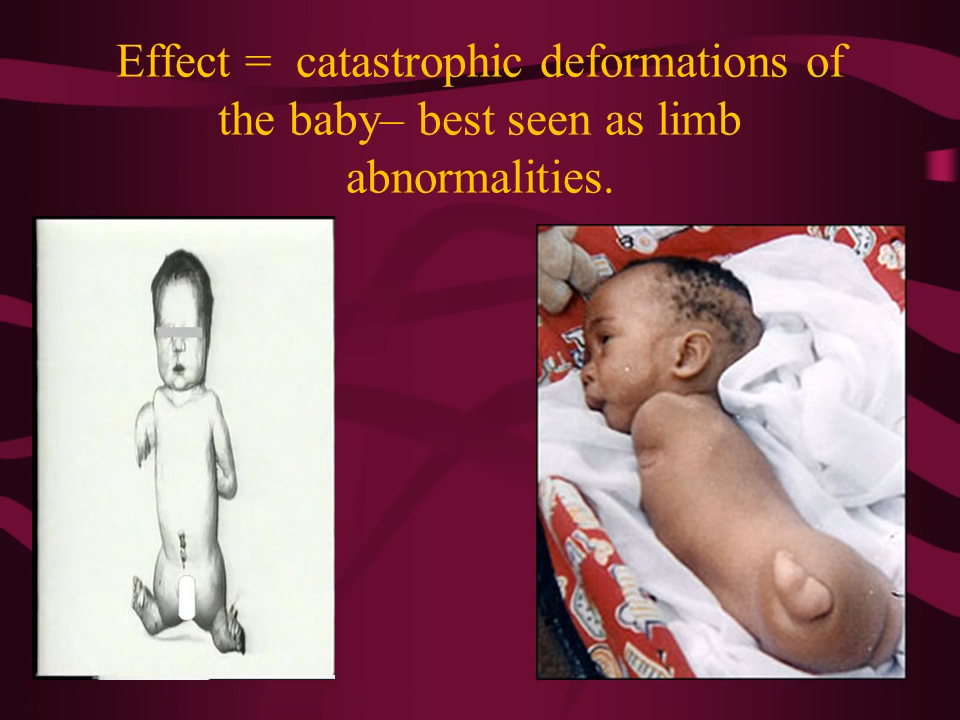 Effect =  catastrophic deformations of
the baby– best seen as limb
abnormalities.